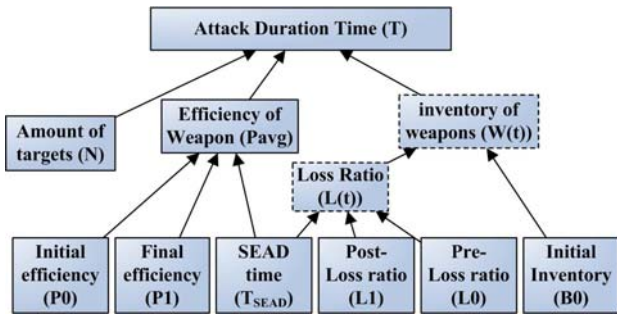 Attack Duration Time (T)
Amount of
targets (N)
Efficiency of
Weapon (Pavg)
inventory of
weapons (W(t))
Loss Ratio
(L(t))
Initial
efficiency
(P0)
Final
efficiency
(P1)
SEAD
time
(TSEAD)
Post-
Loss ratio
(L1)
Pre-
Loss ratio
(L0)
Initial
Inventory
(B0)